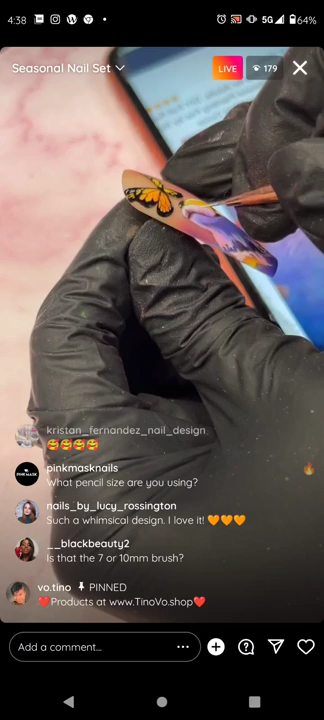 4:38
5G
64%
Seasonal Nail Set
LIVE
179
kristan_fernandez_nail_design
🥰🥰🥰🥰
PINKMASK
pinkmasknails
What pencil size are you using?
nails_by_lucy_rossington
Such a whimsical design. I love it! 🧡🧡🧡
__blackbeauty2
Is that the 7 or 10mm brush?
vo.tino 📌 PINNED
❤️Products at www.TinoVo.shop❤️
Add a comment...